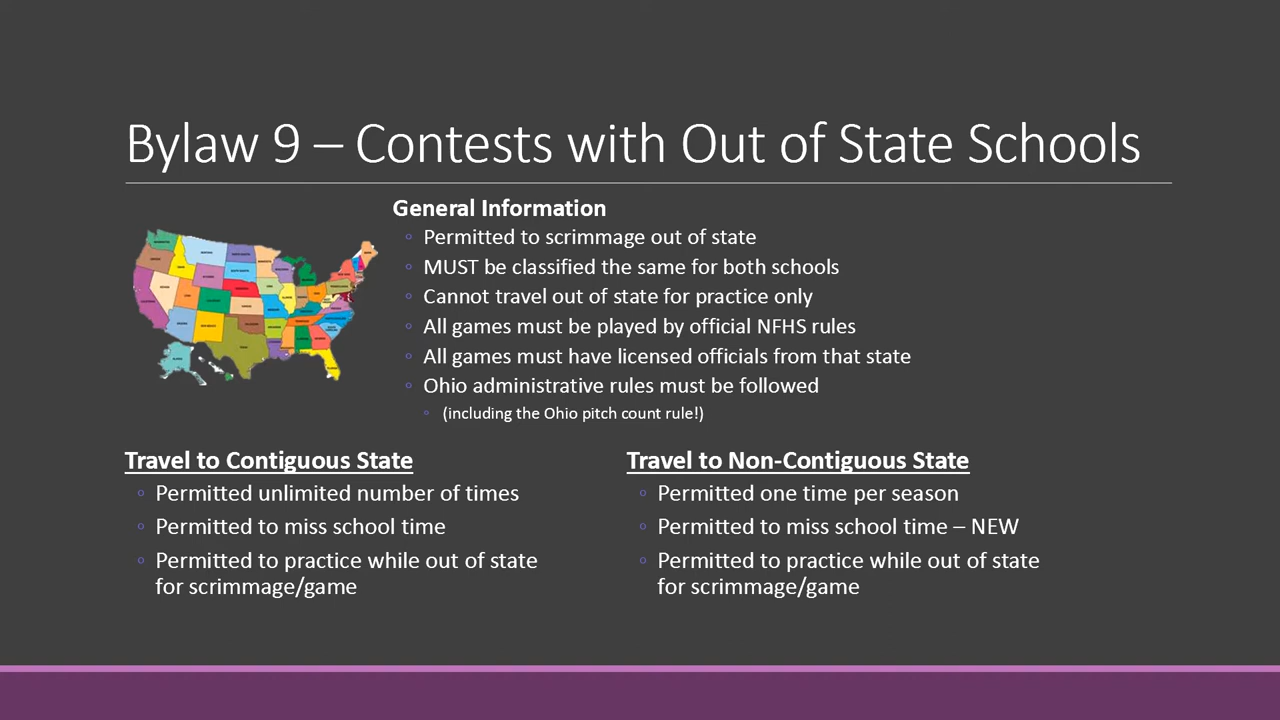 Bylaw 9 – Contests with Out of State Schools
General Information
Permitted to scrimmage out of state
MUST be classified the same for both schools
Cannot travel out of state for practice only
All games must be played by official NFHS rules
All games must have licensed officials from that state
Ohio administrative rules must be followed
(including the Ohio pitch count rule!)
Travel to Contiguous State
Permitted unlimited number of times
Permitted to miss school time
Permitted to practice while out of state
for scrimmage/game
Travel to Non-Contiguous State
Permitted one time per season
Permitted to miss school time – NEW
Permitted to practice while out of state
for scrimmage/game